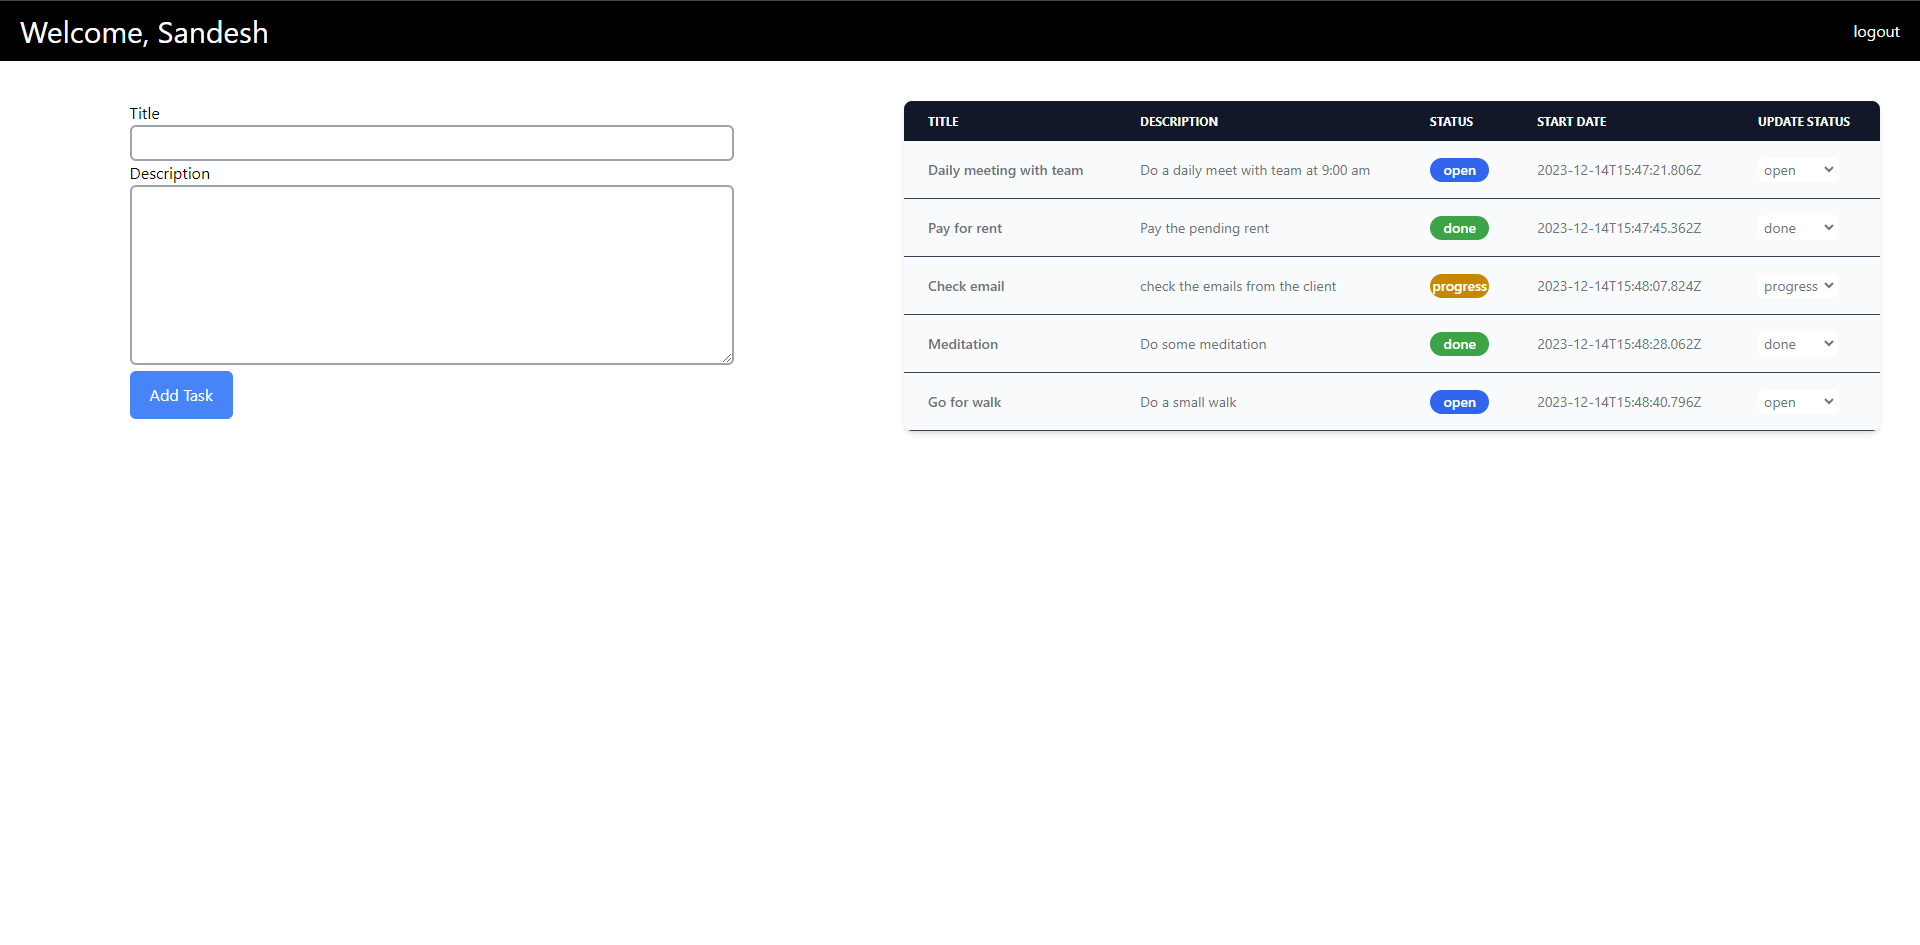 Welcome, Sandesh
logout
Title
Description
Add Task
TITLE DESCRIPTION STATUS START DATE UPDATE STATUS
Daily meeting with team Do a daily meet with team at 9:00 am open 2023-12-14T15:47:21.806Z open
Pay for rent Pay the pending rent done 2023-12-14T15:47:45.362Z done
Check email check the emails from the client progress 2023-12-14T15:48:07.824Z progress
Meditation Do some meditation done 2023-12-14T15:48:28.062Z done
Go for walk Do a small walk open 2023-12-14T15:48:40.796Z open